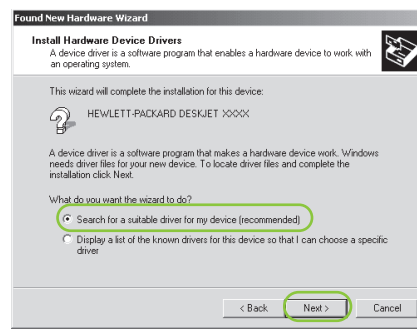 Found New Hardware Wizard
Install Hardware Device Drivers
A device driver is a software program that enables a hardware device to work with
an operating system.
This wizard will complete the installation for this device:
HEWLETT-PACKARD DESKJET XXXX
A device driver is a software program that makes a hardware device work. Windows
needs driver files for your new device. To locate driver files and complete the
installation click Next.
What do you want the wizard to do?
Search for a suitable driver for my device (recommended)
Display a list of the known drivers for this device so that I can choose a specific
driver
< Back
Next >
Cancel